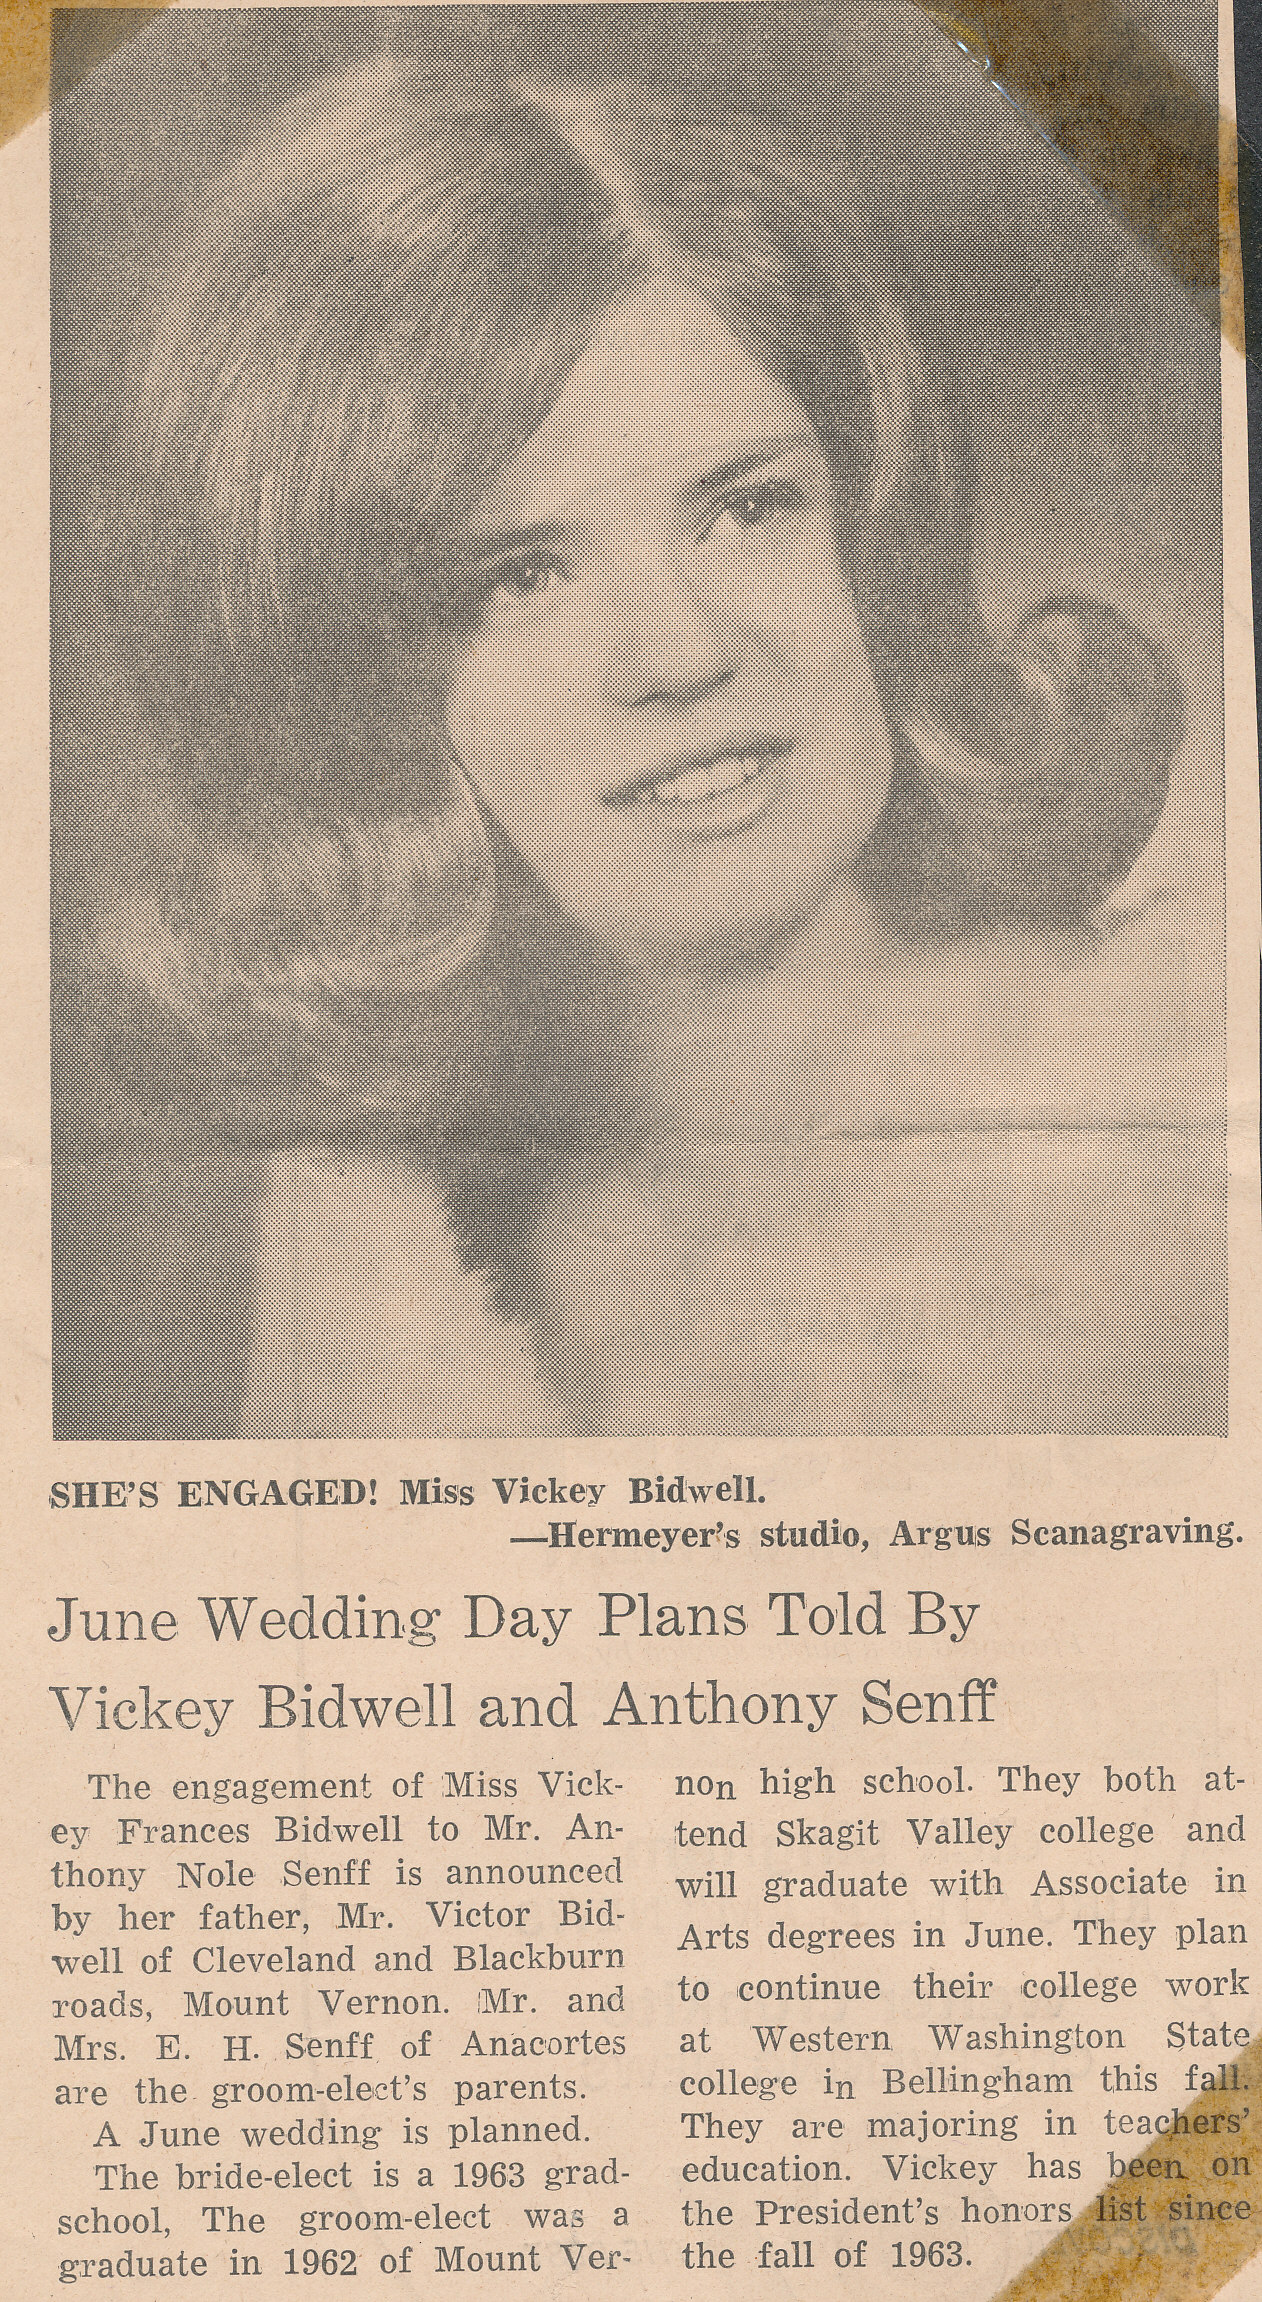 SHE'S ENGAGED! Miss Vickey Bidwell.
—Hermeyer's studio, Argus Scanagraving.
June Wedding Day Plans Told By
Vickey Bidwell and Anthony Senff
The engagement of Miss Vick-
ey Frances Bidwell to Mr. An-
thony Nole Senff is announced
by her father, Mr. Victor Bid-
well of Cleveland and Blackburn
roads, Mount Vernon. Mr. and
Mrs. E. H. Senff of Anacortes
are the groom-elect's parents.
A June wedding is planned.
The bride-elect is a 1963 grad-
school, The groom-elect was a
graduate in 1962 of Mount Ver-
non high school. They both at-
tend Skagit Valley college and
will graduate with Associate in
Arts degrees in June. They plan
to continue their college work
at Western Washington State
college in Bellingham this fall.
They are majoring in teachers'
education. Vickey has been on
the President's honors list since
the fall of 1963.